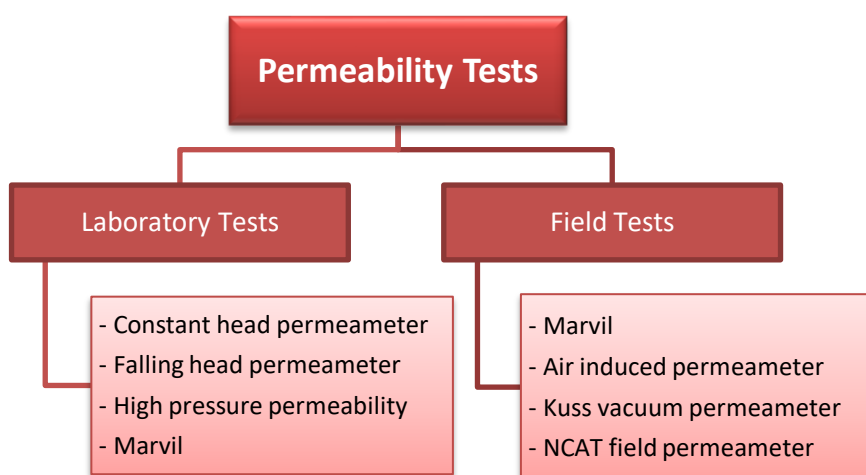 Permeability Tests
Laboratory Tests
- Constant head permeameter
- Falling head permeameter
- High pressure permeability
- Marvil
Field Tests
- Marvil
- Air induced permeameter
- Kuss vacuum permeameter
- NCAT field permeameter